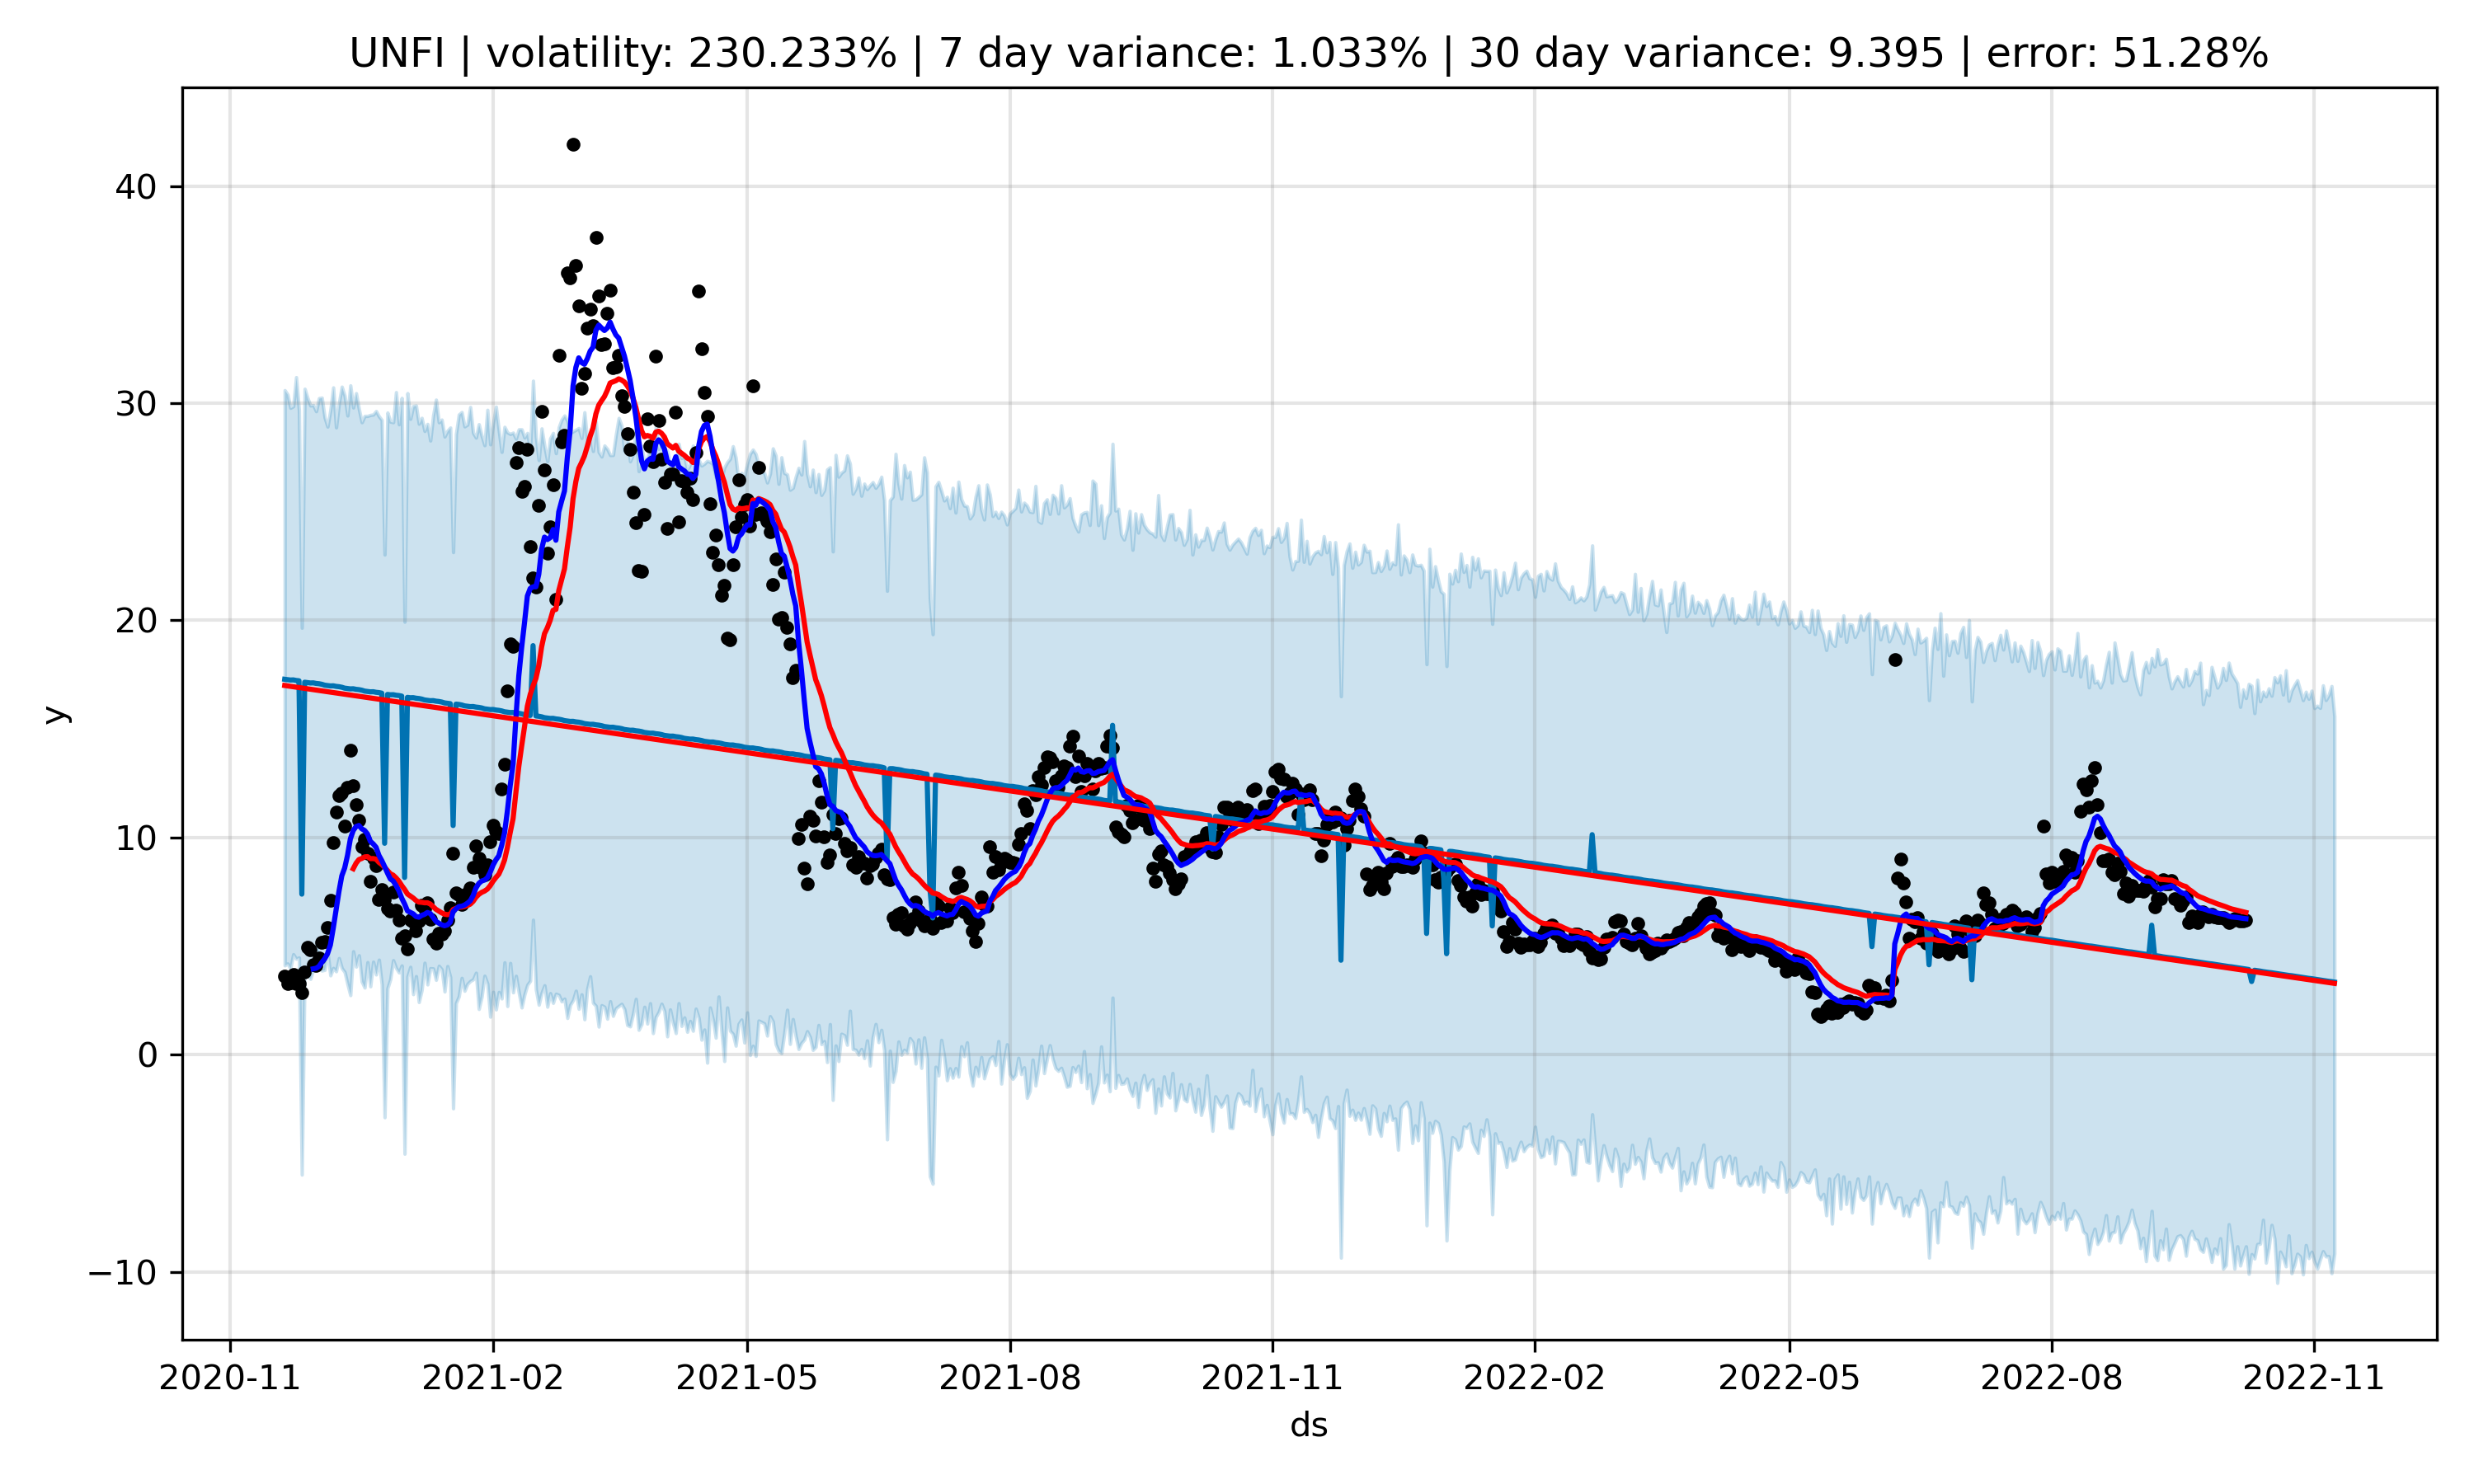 UNFI | volatility: 230.233% | 7 day variance: 1.033% | 30 day variance: 9.395 | error: 51.28%
40
30
20
10
0
−10
y
2020-11 2021-02 2021-05 2021-08 2021-11 2022-02 2022-05 2022-08 2022-11
ds